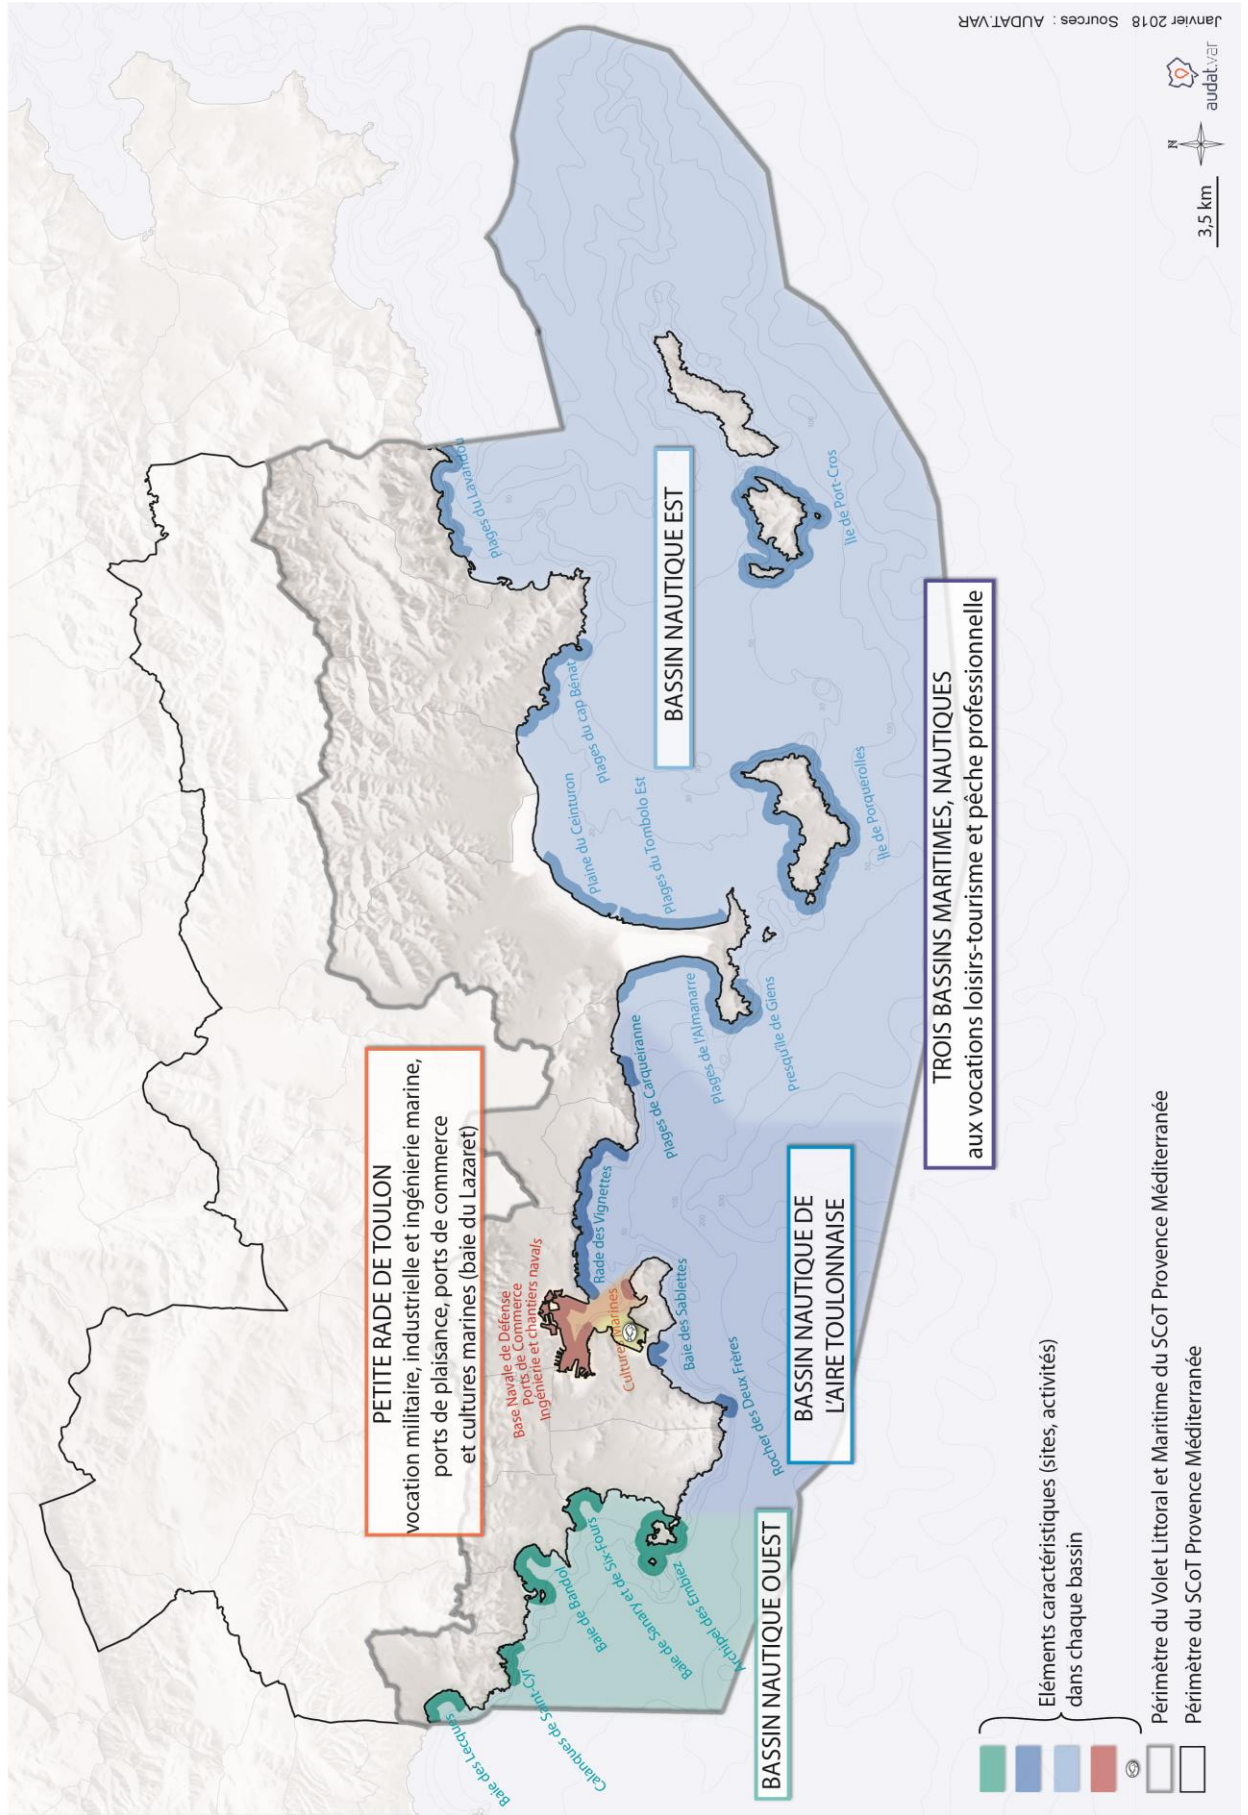 PETITE RADE DE TOULON
vocation militaire, industrielle et ingénierie marine,
ports de plaisance, ports de commerce
et cultures marines (baie du Lazaret)
Base Navale de Défense
Ports de Commerce
Ingénierie et chantiers navals
Cultures Marines
Baie des Lecques
Calanques de Saint-Cyr
Baie de Bandol
Baie de Sanary et de Six-Fours
Archipel des Embiez
Rocher des Deux Frères
Baie des Sablettes
Rade des Vignettes
Plages de Carqueiranne
Plages de l'Almanarre
Presqu'île de Giens
Plaine du Ceinturon
Plages du Tombolo Est
Plages du cap Bénat
Plages du Lavandou
Île de Porquerolles
Île de Port-Cros
BASSIN NAUTIQUE OUEST
BASSIN NAUTIQUE DE
L'AIRE TOULONNAISE
BASSIN NAUTIQUE EST
TROIS BASSINS MARITIMES, NAUTIQUES
aux vocations loisirs-tourisme et pêche professionnelle
Eléments caractéristiques (sites, activités)
dans chaque bassin
Périmètre du Volet Littoral et Maritime du SCoT Provence Méditerranée
Périmètre du SCoT Provence Méditerranée
3,5 km
N
audat.var
Janvier 2018 Sources : AUDAT.VAR